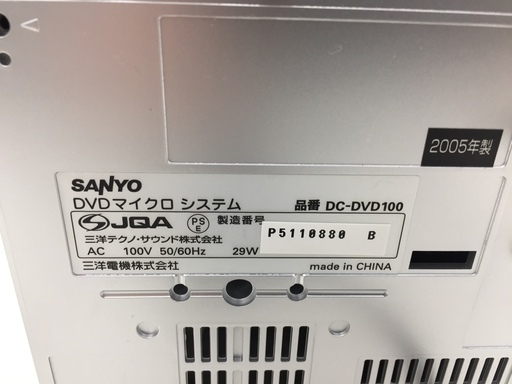 2005年製
SANYO
DVDマイクロ システム 品番 DC-DVD100
JQA PS E 製造番号 P5110880 B
三洋テクノ・サウンド株式会社
AC 100V 50/60Hz 29W
三洋電機株式会社 made in CHINA